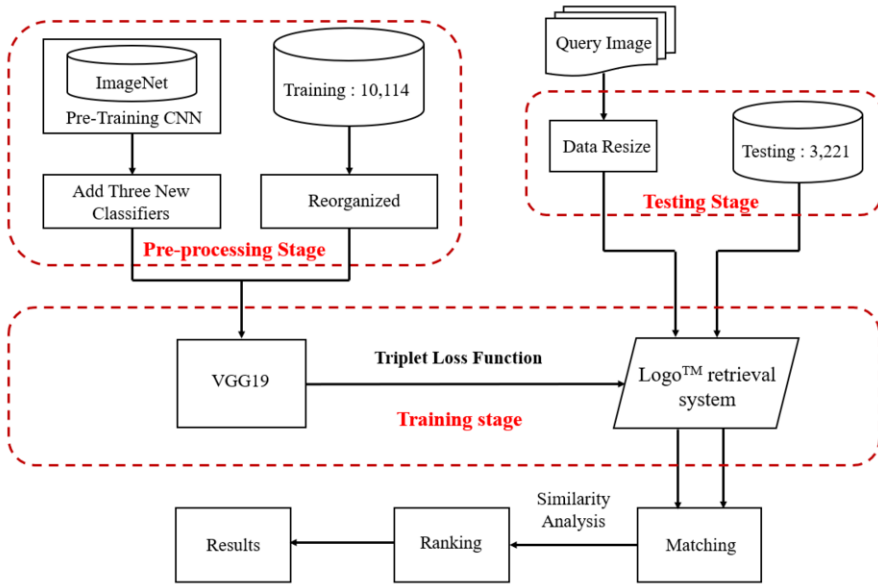 ImageNet
Pre-Training CNN
Training : 10,114
Add Three New
Classifiers
Reorganized
Pre-processing Stage
Query Image
Data Resize
Testing : 3,221
Testing Stage
VGG19
Triplet Loss Function
Logo™ retrieval
system
Training stage
Results
Ranking
Similarity
Analysis
Matching